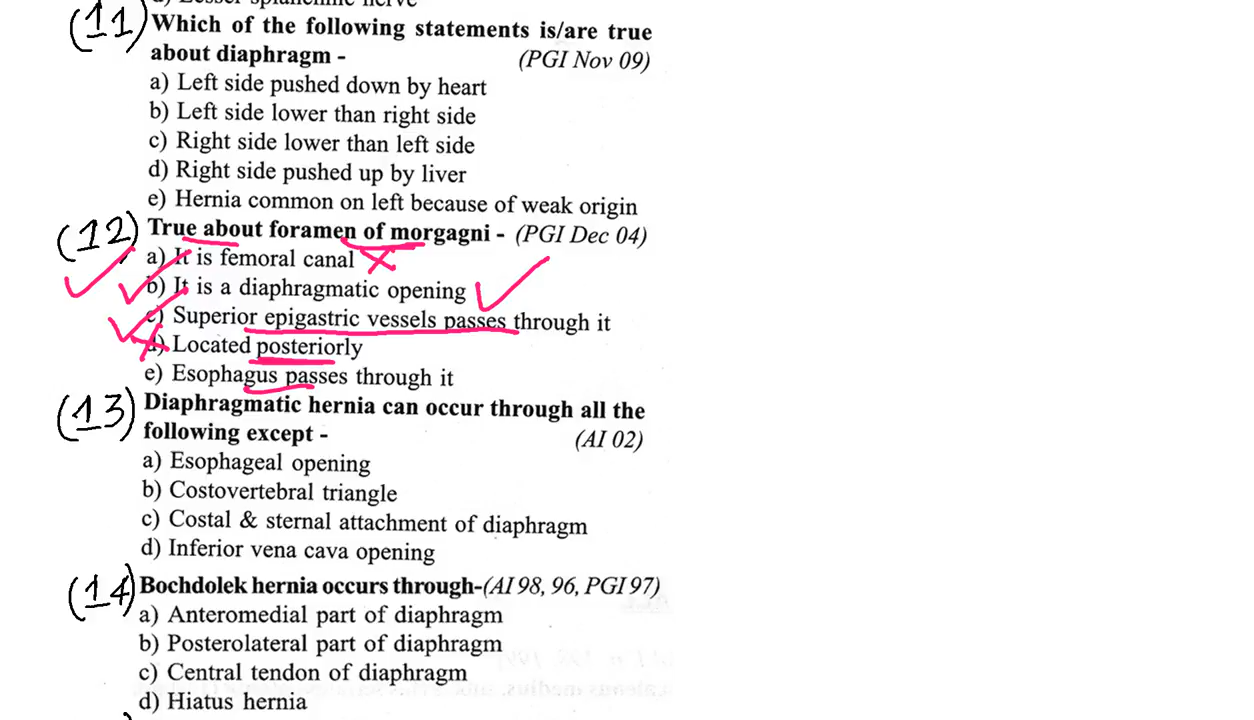 d) Lesser splanchnic nerve
(11) Which of the following statements is/are true
about diaphragm - (PGI Nov 09)
a) Left side pushed down by heart
b) Left side lower than right side
c) Right side lower than left side
d) Right side pushed up by liver
e) Hernia common on left because of weak origin
(12) True about foramen of morgagni - (PGI Dec 04)
a) It is femoral canal
b) It is a diaphragmatic opening
c) Superior epigastric vessels passes through it
d) Located posteriorly
e) Esophagus passes through it
(13) Diaphragmatic hernia can occur through all the
following except - (AI 02)
a) Esophageal opening
b) Costovertebral triangle
c) Costal & sternal attachment of diaphragm
d) Inferior vena cava opening
(14) Bochdolek hernia occurs through-(AI 98, 96, PGI 97)
a) Anteromedial part of diaphragm
b) Posterolateral part of diaphragm
c) Central tendon of diaphragm
d) Hiatus hernia